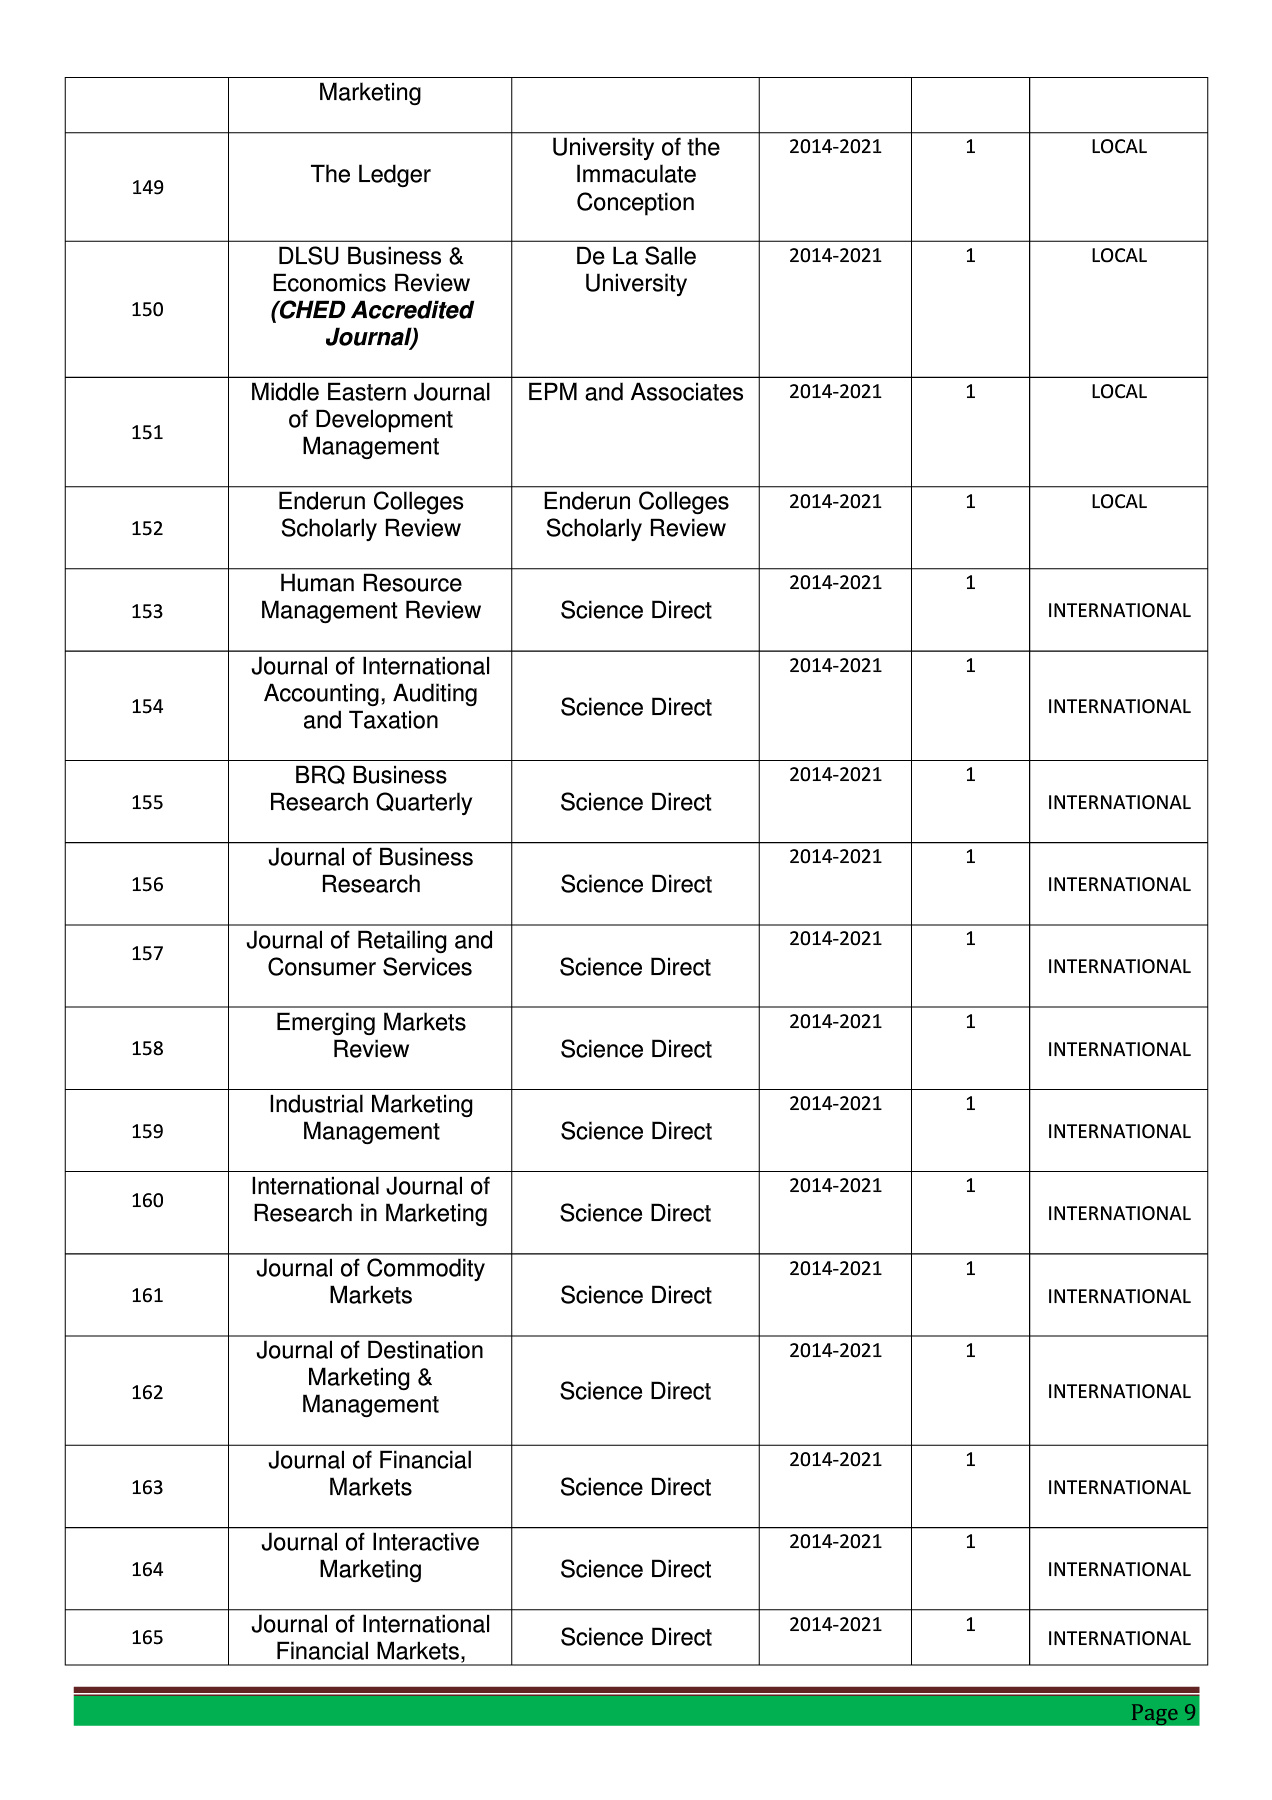 Marketing
149
The Ledger
University of the
Immaculate
Conception
2014-2021
1
LOCAL
150
DLSU Business &
Economics Review
(CHED Accredited
Journal)
De La Salle
University
2014-2021
1
LOCAL
151
Middle Eastern Journal
of Development
Management
EPM and Associates
2014-2021
1
LOCAL
152
Enderun Colleges
Scholarly Review
Enderun Colleges
Scholarly Review
2014-2021
1
LOCAL
153
Human Resource
Management Review
Science Direct
2014-2021
1
INTERNATIONAL
154
Journal of International
Accounting, Auditing
and Taxation
Science Direct
2014-2021
1
INTERNATIONAL
155
BRQ Business
Research Quarterly
Science Direct
2014-2021
1
INTERNATIONAL
156
Journal of Business
Research
Science Direct
2014-2021
1
INTERNATIONAL
157
Journal of Retailing and
Consumer Services
Science Direct
2014-2021
1
INTERNATIONAL
158
Emerging Markets
Review
Science Direct
2014-2021
1
INTERNATIONAL
159
Industrial Marketing
Management
Science Direct
2014-2021
1
INTERNATIONAL
160
International Journal of
Research in Marketing
Science Direct
2014-2021
1
INTERNATIONAL
161
Journal of Commodity
Markets
Science Direct
2014-2021
1
INTERNATIONAL
162
Journal of Destination
Marketing &
Management
Science Direct
2014-2021
1
INTERNATIONAL
163
Journal of Financial
Markets
Science Direct
2014-2021
1
INTERNATIONAL
164
Journal of Interactive
Marketing
Science Direct
2014-2021
1
INTERNATIONAL
165
Journal of International
Financial Markets,
Science Direct
2014-2021
1
INTERNATIONAL
Page 9